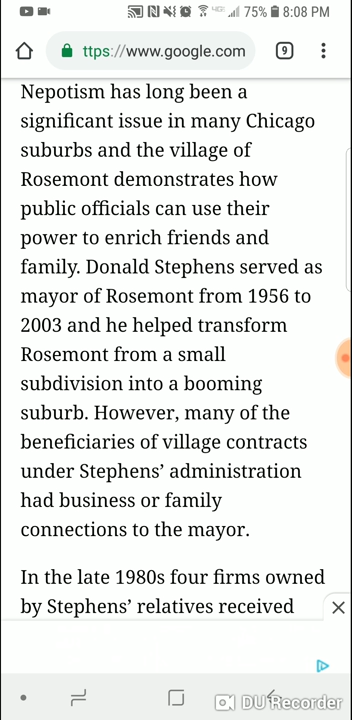 75% 8:08 PM
ttps://www.google.com 9
Nepotism has long been a
significant issue in many Chicago
suburbs and the village of
Rosemont demonstrates how
public officials can use their
power to enrich friends and
family. Donald Stephens served as
mayor of Rosemont from 1956 to
2003 and he helped transform
Rosemont from a small
subdivision into a booming
suburb. However, many of the
beneficiaries of village contracts
under Stephens’ administration
had business or family
connections to the mayor.
In the late 1980s four firms owned
by Stephens’ relatives received
DU Recorder